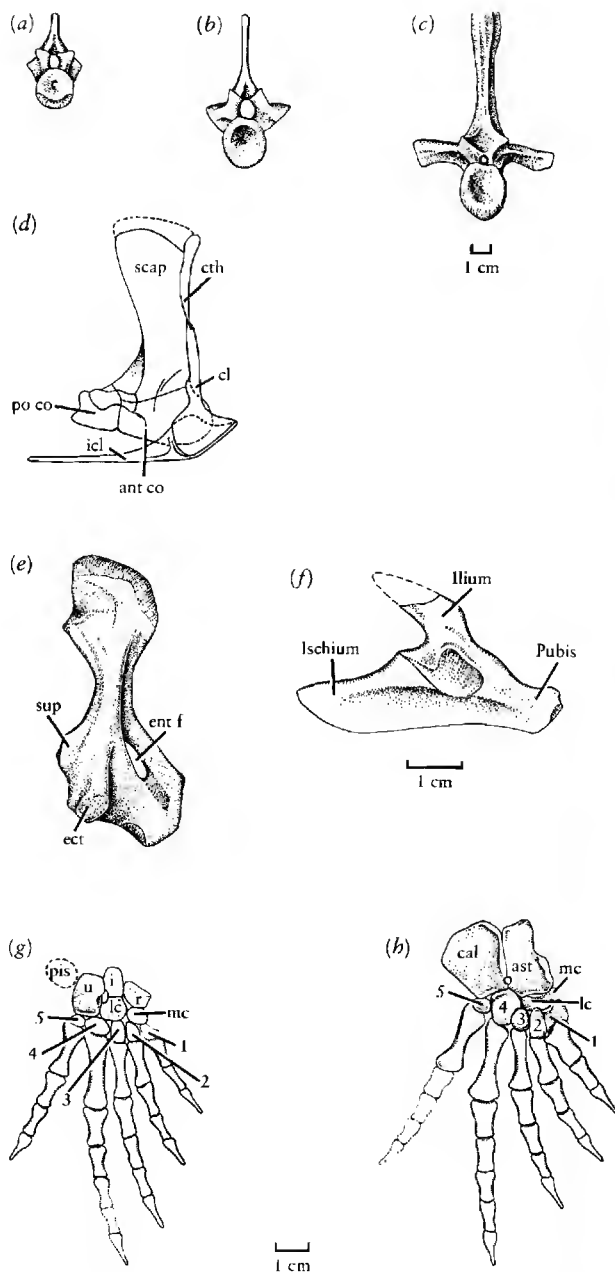 (a)
(b)
(c)
1 cm
(d)
scap
cth
cl
po co
icl
ant co
(e)
sup
ent f
ect
(f)
Ilium
Ischium
Pubis
1 cm
(g)
pis
u
i
lc
r
mc
5
4
3
1
2
(h)
cal
ast
mc
lc
5
4
3
2
1
1 cm